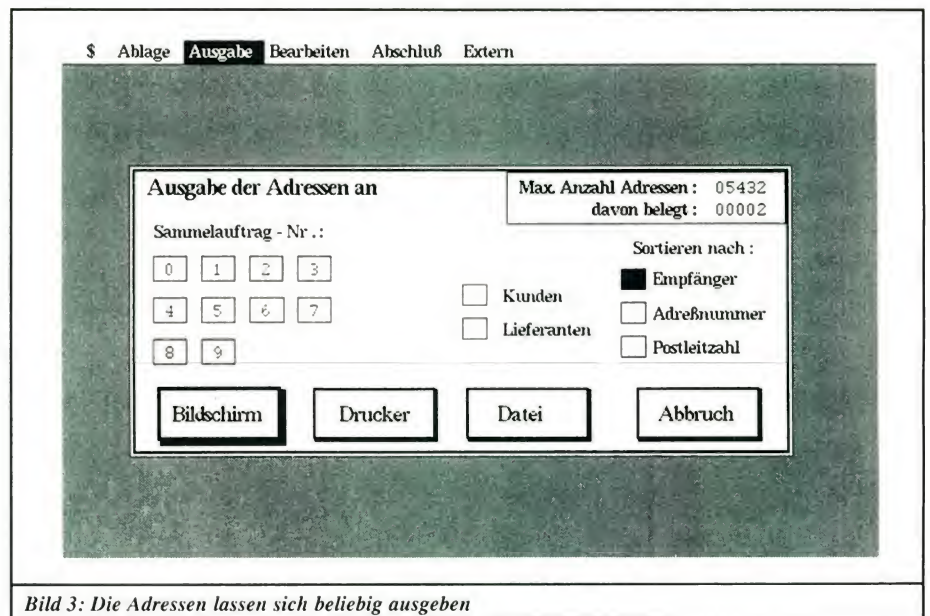 $ Ablage Ausgabe Bearbeiten Abschluß Extern
Ausgabe der Adressen an
Max. Anzahl Adressen : 05432
davon belegt : 00002
Sammelauftrag - Nr .:
Sortieren nach :
0 1 2 3
Empfänger
Kunden
4 5 6 7
Adreßnummer
Lieferanten
8 9
Postleitzahl
Bildschirm Drucker Datei Abbruch
Bild 3: Die Adressen lassen sich beliebig ausgeben